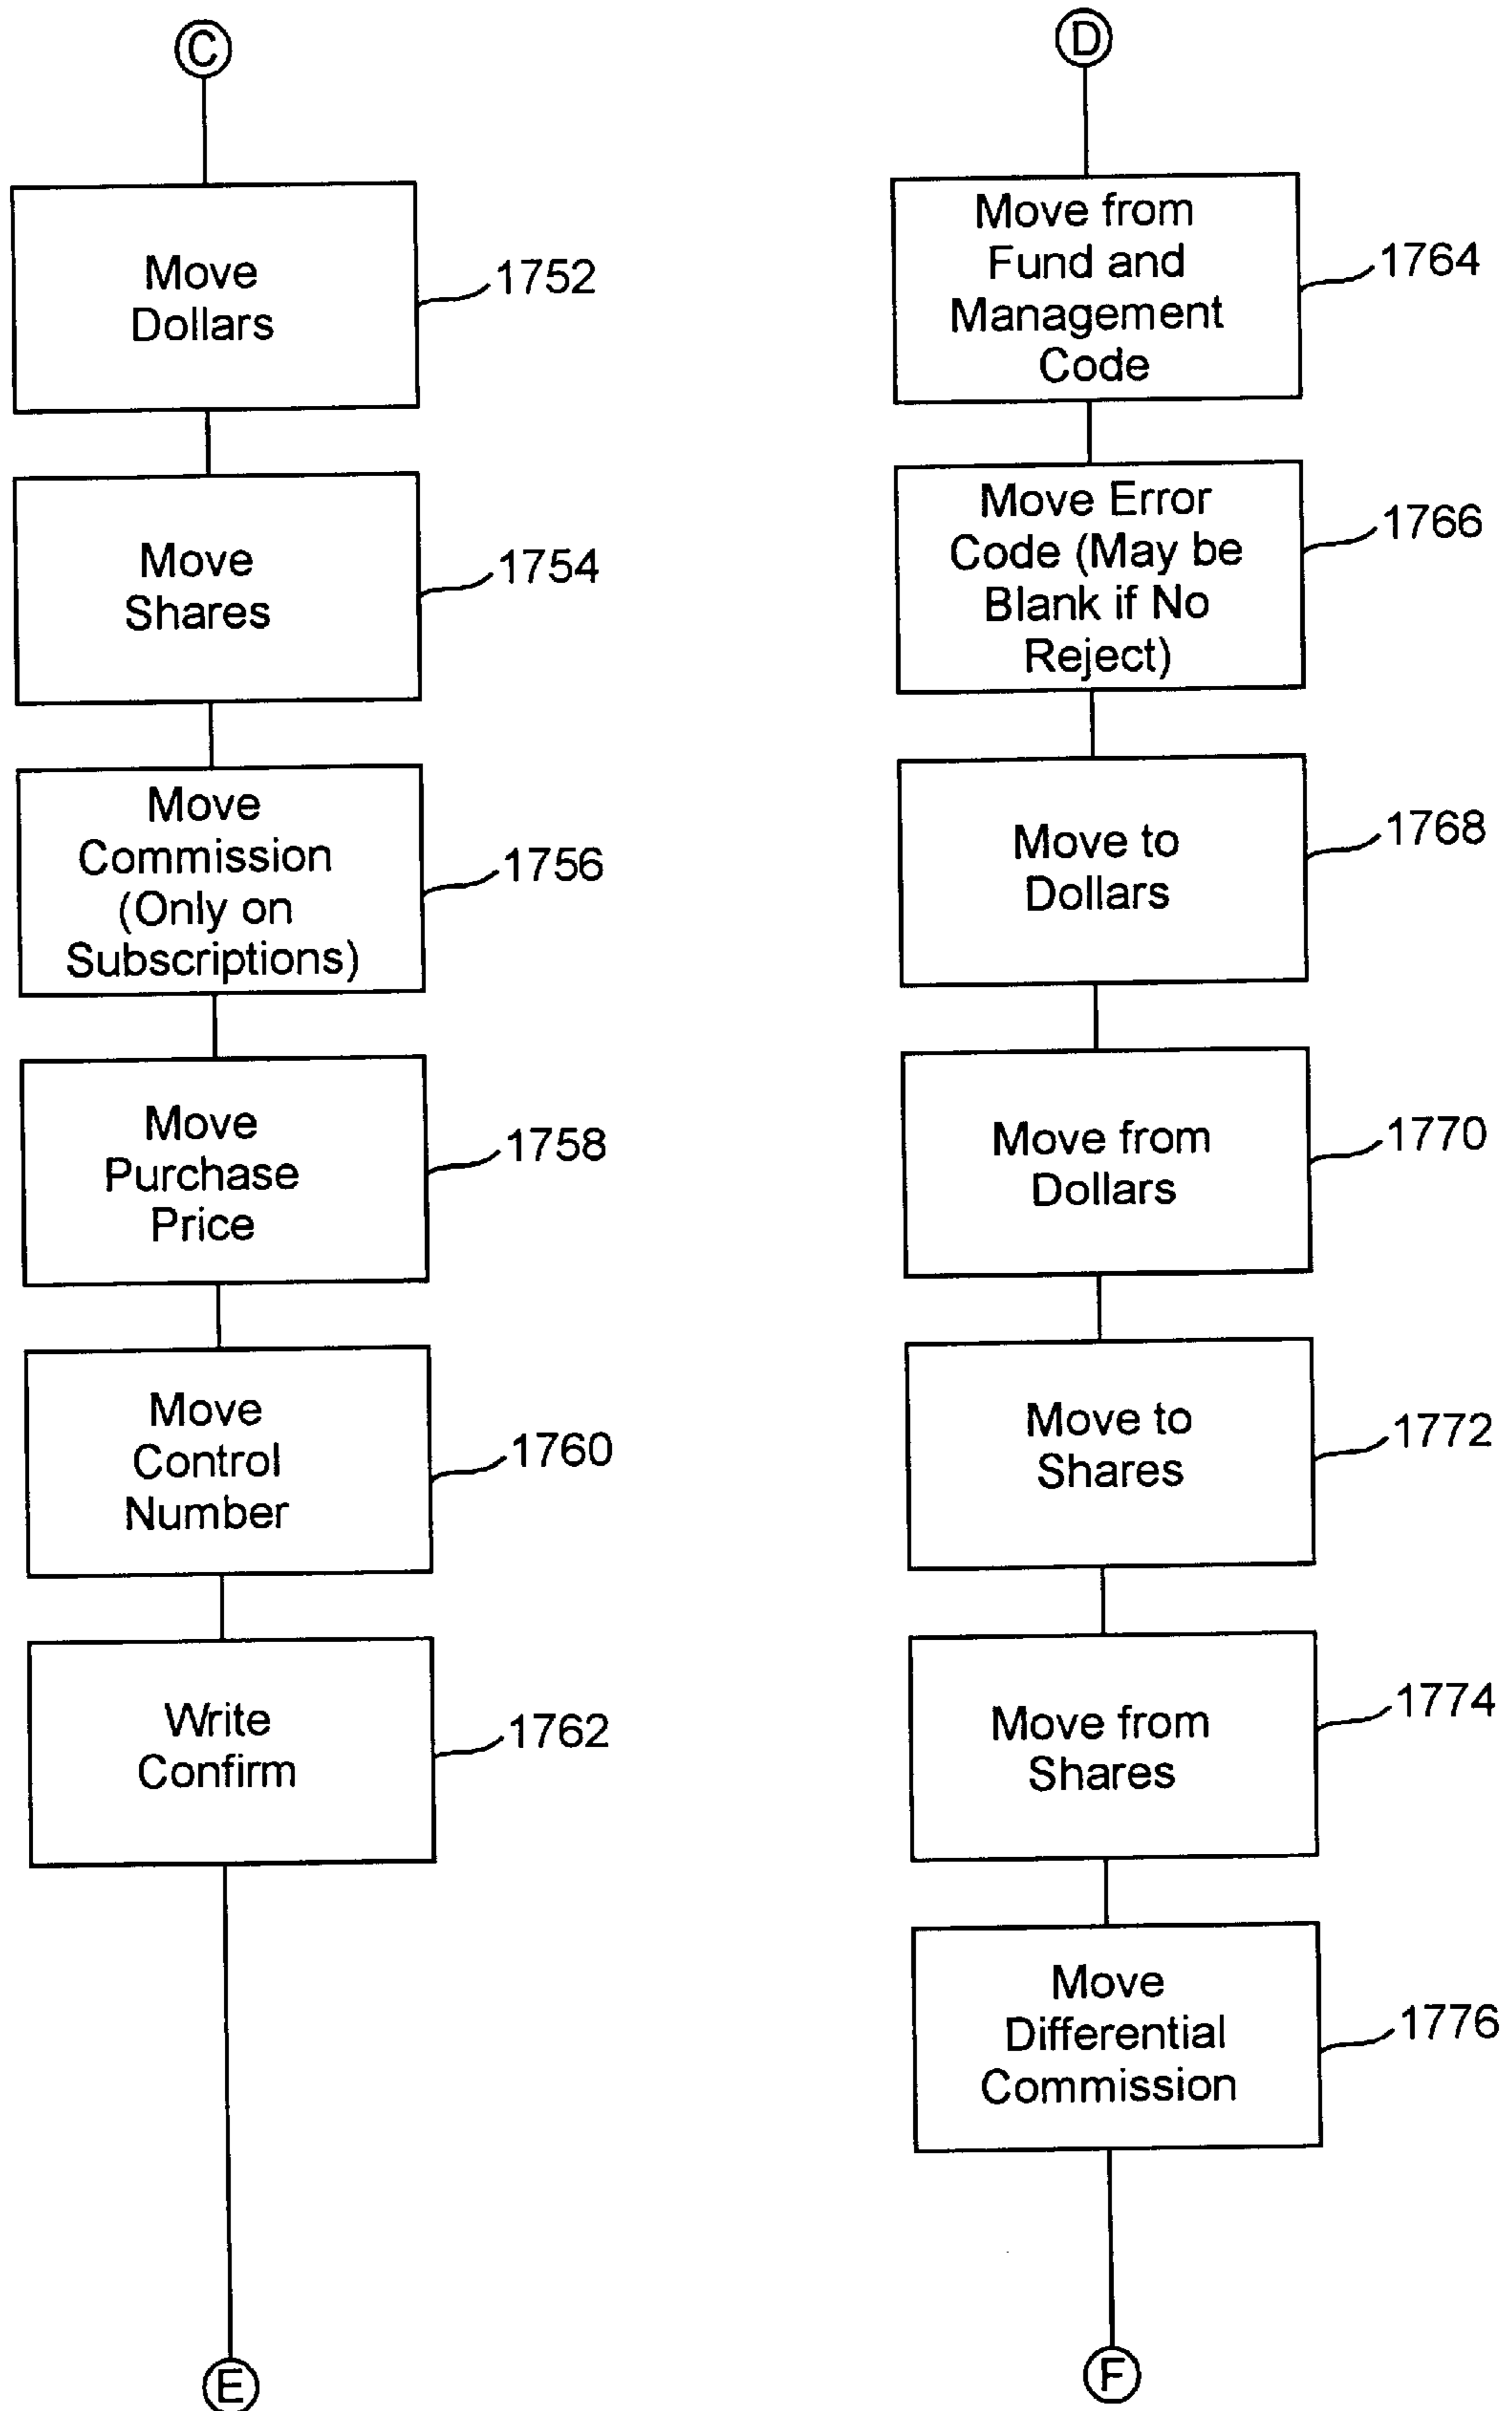 C
Move
Dollars
1752
Move
Shares
1754
Move
Commission
(Only on
Subscriptions)
1756
Move
Purchase
Price
1758
Move
Control
Number
1760
Write
Confirm
1762
E
D
Move from
Fund and
Management
Code
1764
Move Error
Code (May be
Blank if No
Reject)
1766
Move to
Dollars
1768
Move from
Dollars
1770
Move to
Shares
1772
Move from
Shares
1774
Move
Differential
Commission
1776
F